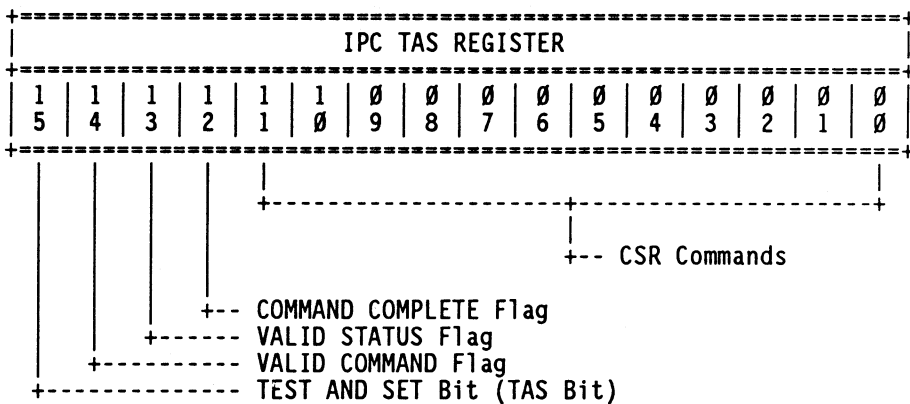 IPC TAS REGISTER
1 | 1 | 1 | 1 | 1 | 1 | Ø | Ø | Ø | Ø | Ø | Ø | Ø | Ø | Ø | Ø
5 | 4 | 3 | 2 | 1 | Ø | 9 | 8 | 7 | 6 | 5 | 4 | 3 | 2 | 1 | Ø
CSR Commands
COMMAND COMPLETE Flag
VALID STATUS Flag
VALID COMMAND Flag
TEST AND SET Bit (TAS Bit)